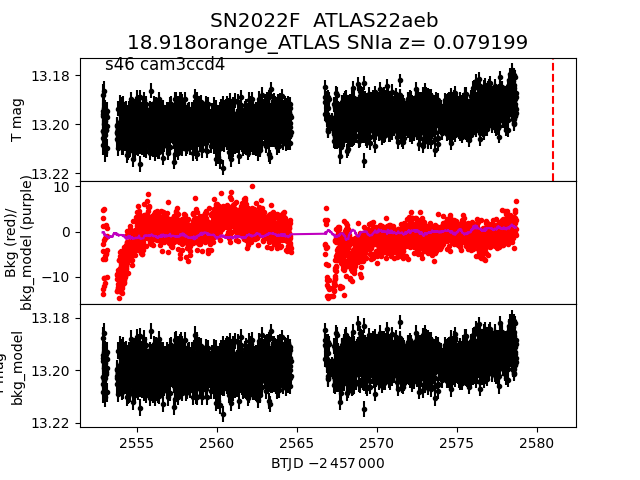 SN2022F ATLAS22aeb
18.918orange_ATLAS SNIa z= 0.079199
s46 cam3ccd4
13.18
13.20
13.22
T mag
10
0
−10
Bkg (red)/
bkg_model (purple)
13.18
13.20
13.22
bkg_model
2555 2560 2565 2570 2575 2580
BTJD −2 457 000